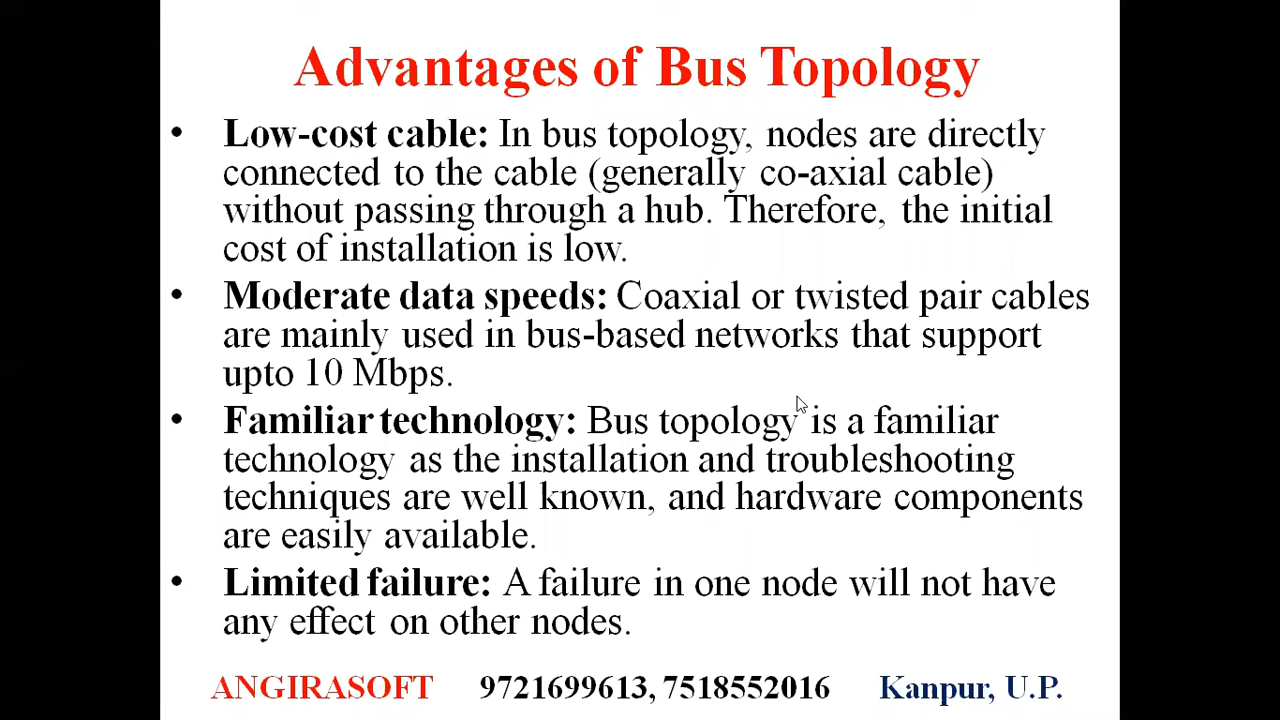 Advantages of Bus Topology
• Low-cost cable: In bus topology, nodes are directly
connected to the cable (generally co-axial cable)
without passing through a hub. Therefore, the initial
cost of installation is low.
• Moderate data speeds: Coaxial or twisted pair cables
are mainly used in bus-based networks that support
upto 10 Mbps.
• Familiar technology: Bus topology is a familiar
technology as the installation and troubleshooting
techniques are well known, and hardware components
are easily available.
• Limited failure: A failure in one node will not have
any effect on other nodes.
ANGIRASOFT 9721699613, 7518552016 Kanpur, U.P.